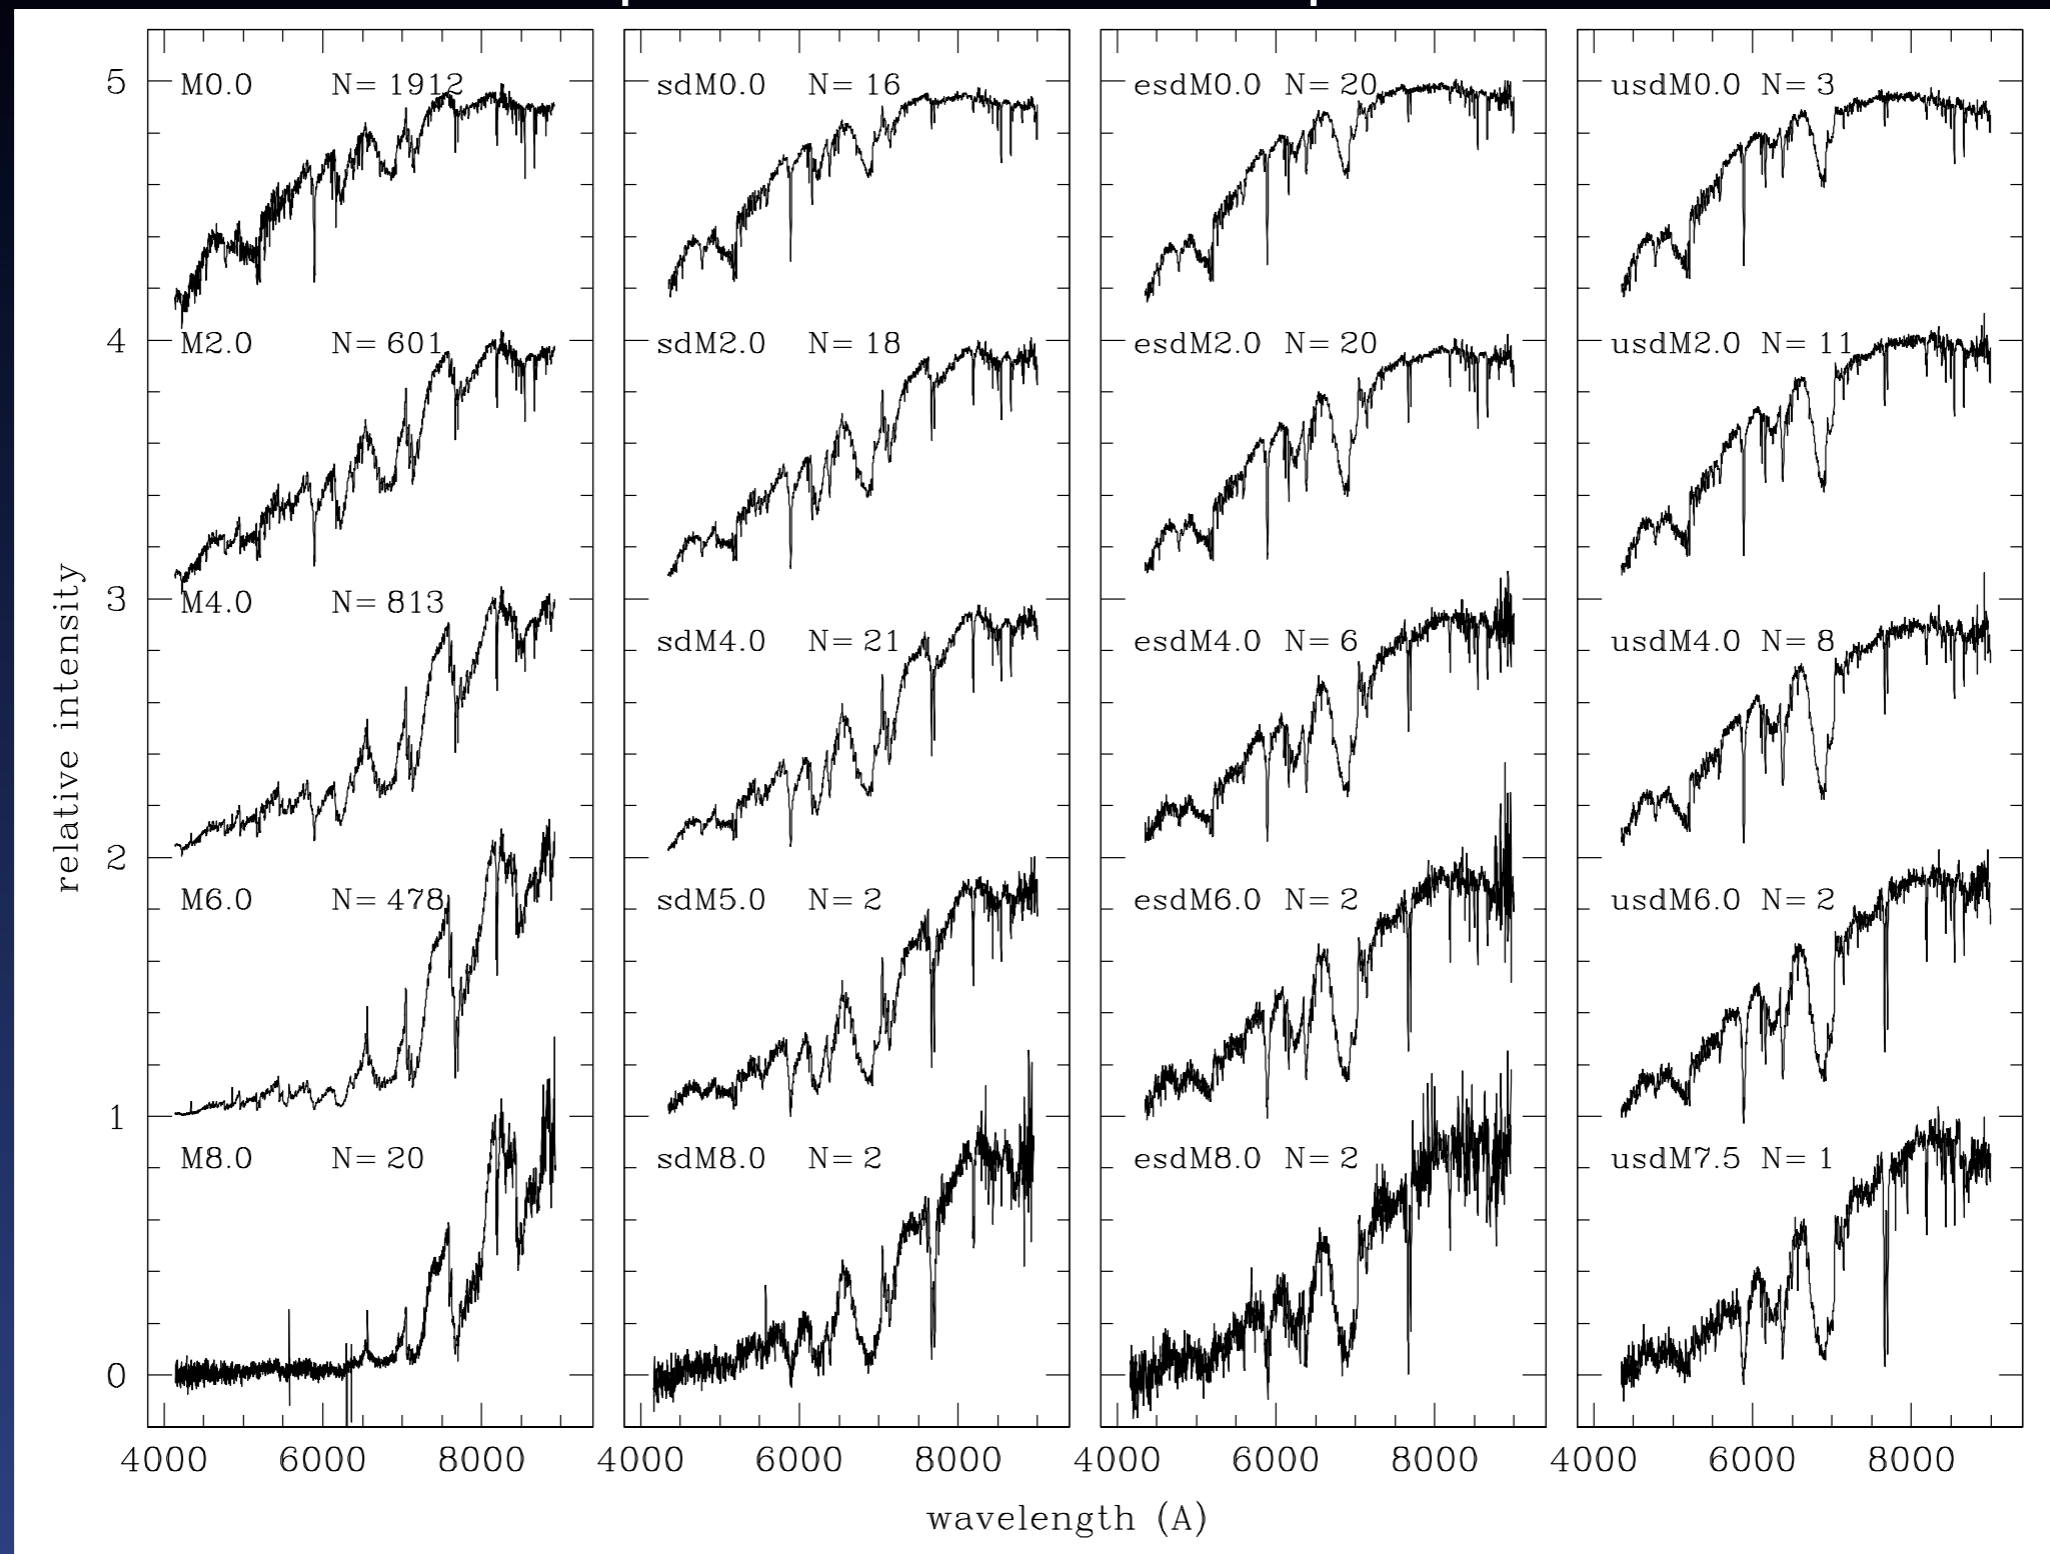 5
M0.0 N= 1912
sdM0.0 N= 16
esdM0.0 N= 20
usdM0.0 N= 3
4
M2.0 N= 601
sdM2.0 N= 18
esdM2.0 N= 20
usdM2.0 N= 11
3
M4.0 N= 813
sdM4.0 N= 21
esdM4.0 N= 6
usdM4.0 N= 8
2
M6.0 N= 478
sdM5.0 N= 2
esdM6.0 N= 2
usdM6.0 N= 2
1
M8.0 N= 20
sdM8.0 N= 2
esdM8.0 N= 2
usdM7.5 N= 1
0
relative intensity
4000 6000 8000
4000 6000 8000
4000 6000 8000
4000 6000 8000
wavelength (A)